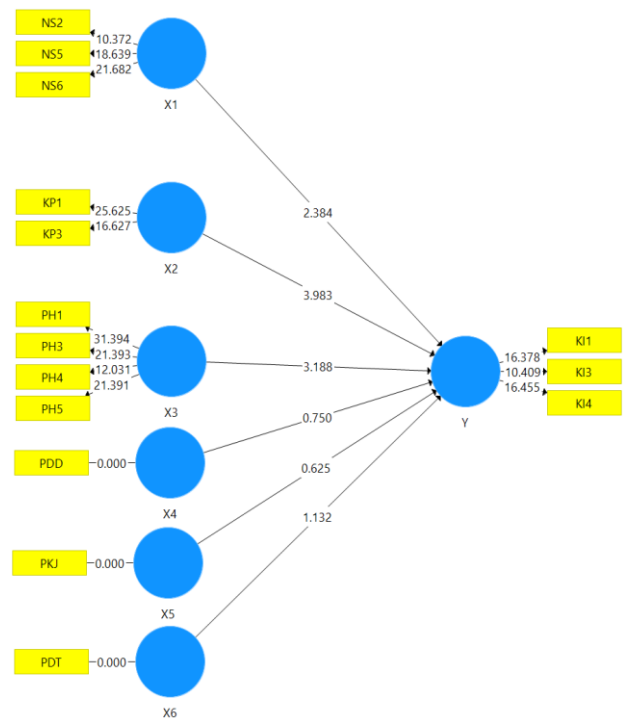 NS2
10.372
NS5
18.639
NS6
21.682
X1
2.384
KP1
25.625
KP3
16.627
X2
3.983
PH1
31.394
PH3
21.393
PH4
12.031
PH5
21.391
X3
3.188
KI1
16.378
KI3
10.409
KI4
16.455
Y
PDD
0.000
X4
0.750
PKJ
0.000
X5
0.625
PDT
0.000
X6
1.132